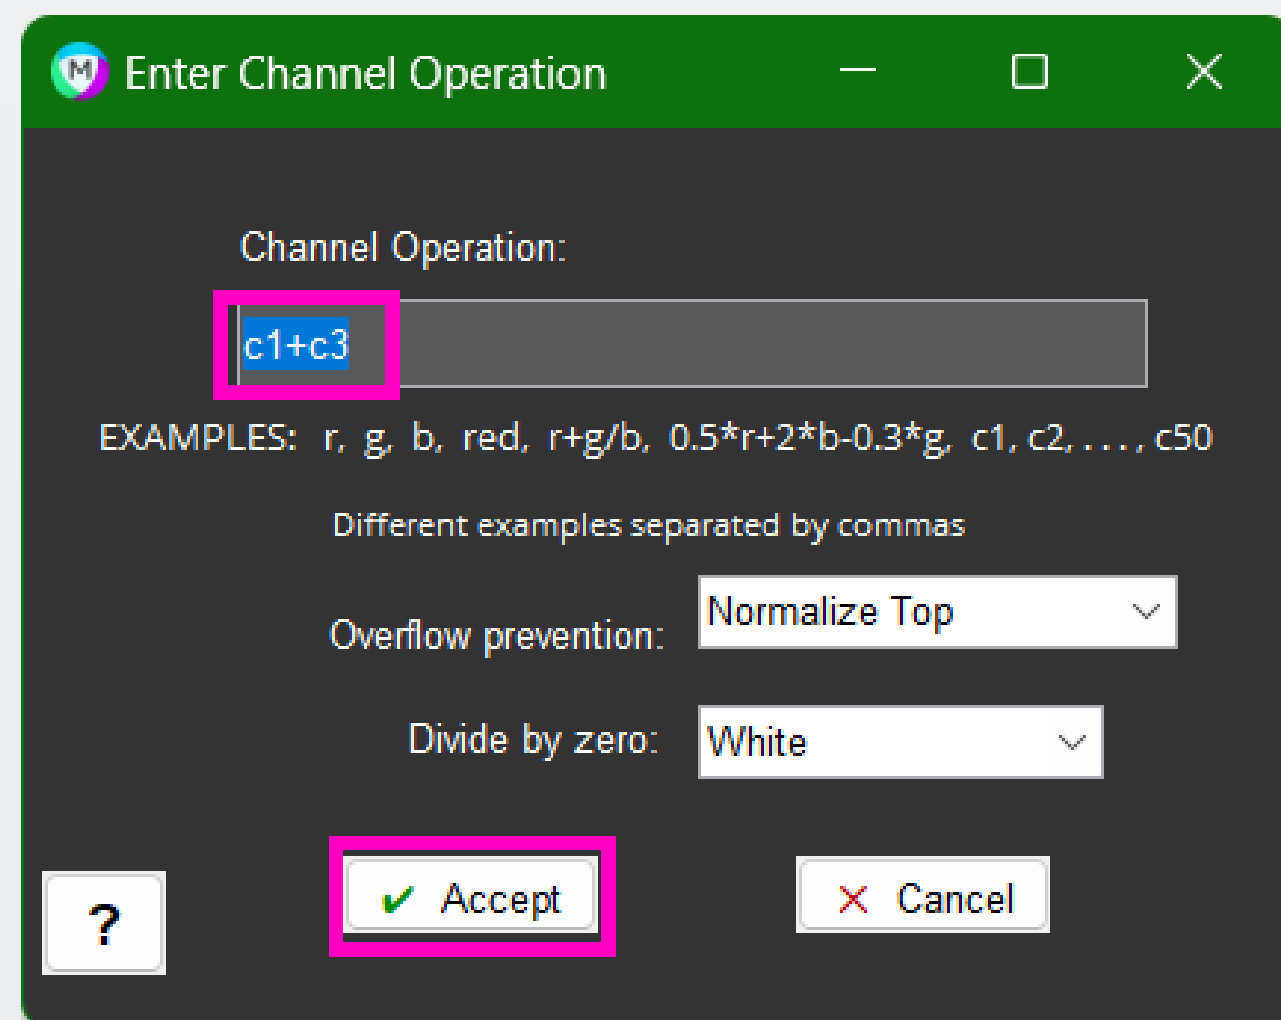 M Enter Channel Operation
Channel Operation:
c1+c3
EXAMPLES: r, g, b, red, r+g/b, 0.5*r+2*b-0.3*g, c1, c2, . . . , c50
Different examples separated by commas
Overflow prevention: Normalize Top
Divide by zero: White
? Accept Cancel